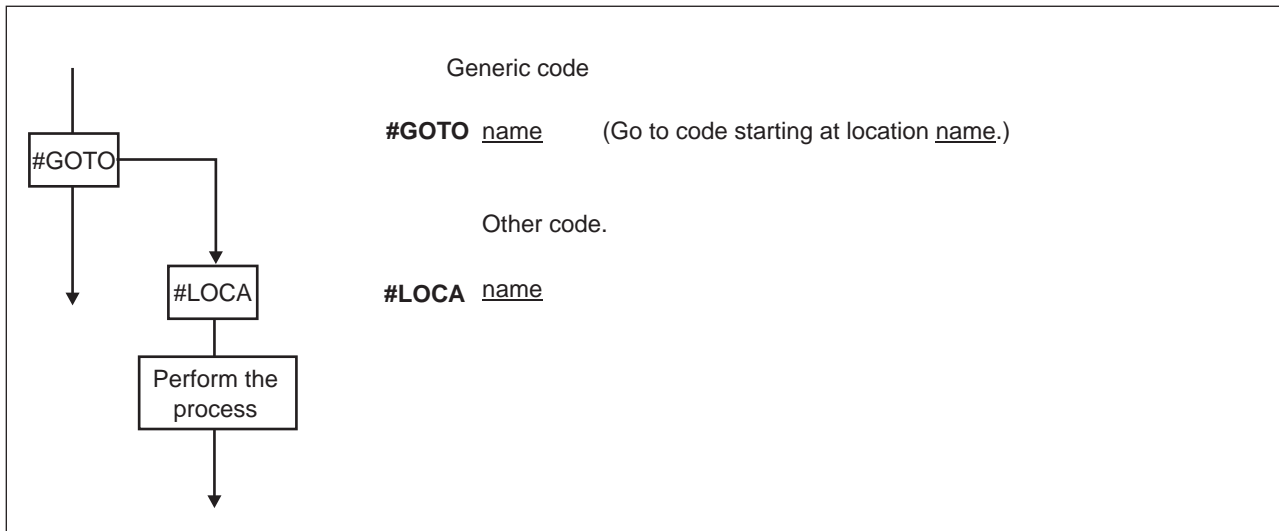 Generic code
#GOTO name (Go to code starting at location name.)
#GOTO
Other code.
#LOCA
#LOCA name
Perform the
process